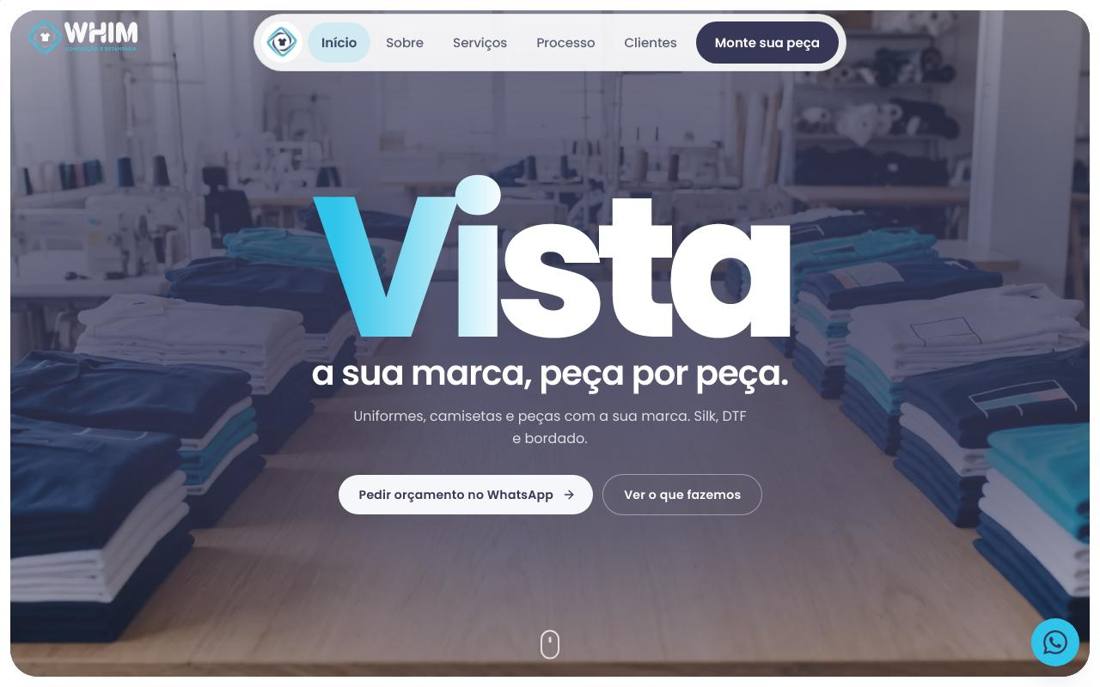 WHIM
Início
Sobre
Serviços
Processo
Clientes
Monte sua peça
Vista
a sua marca, peça por peça.
Uniformes, camisetas e peças com a sua marca. Silk, DTF
e bordado.
Pedir orçamento no WhatsApp →
Ver o que fazemos